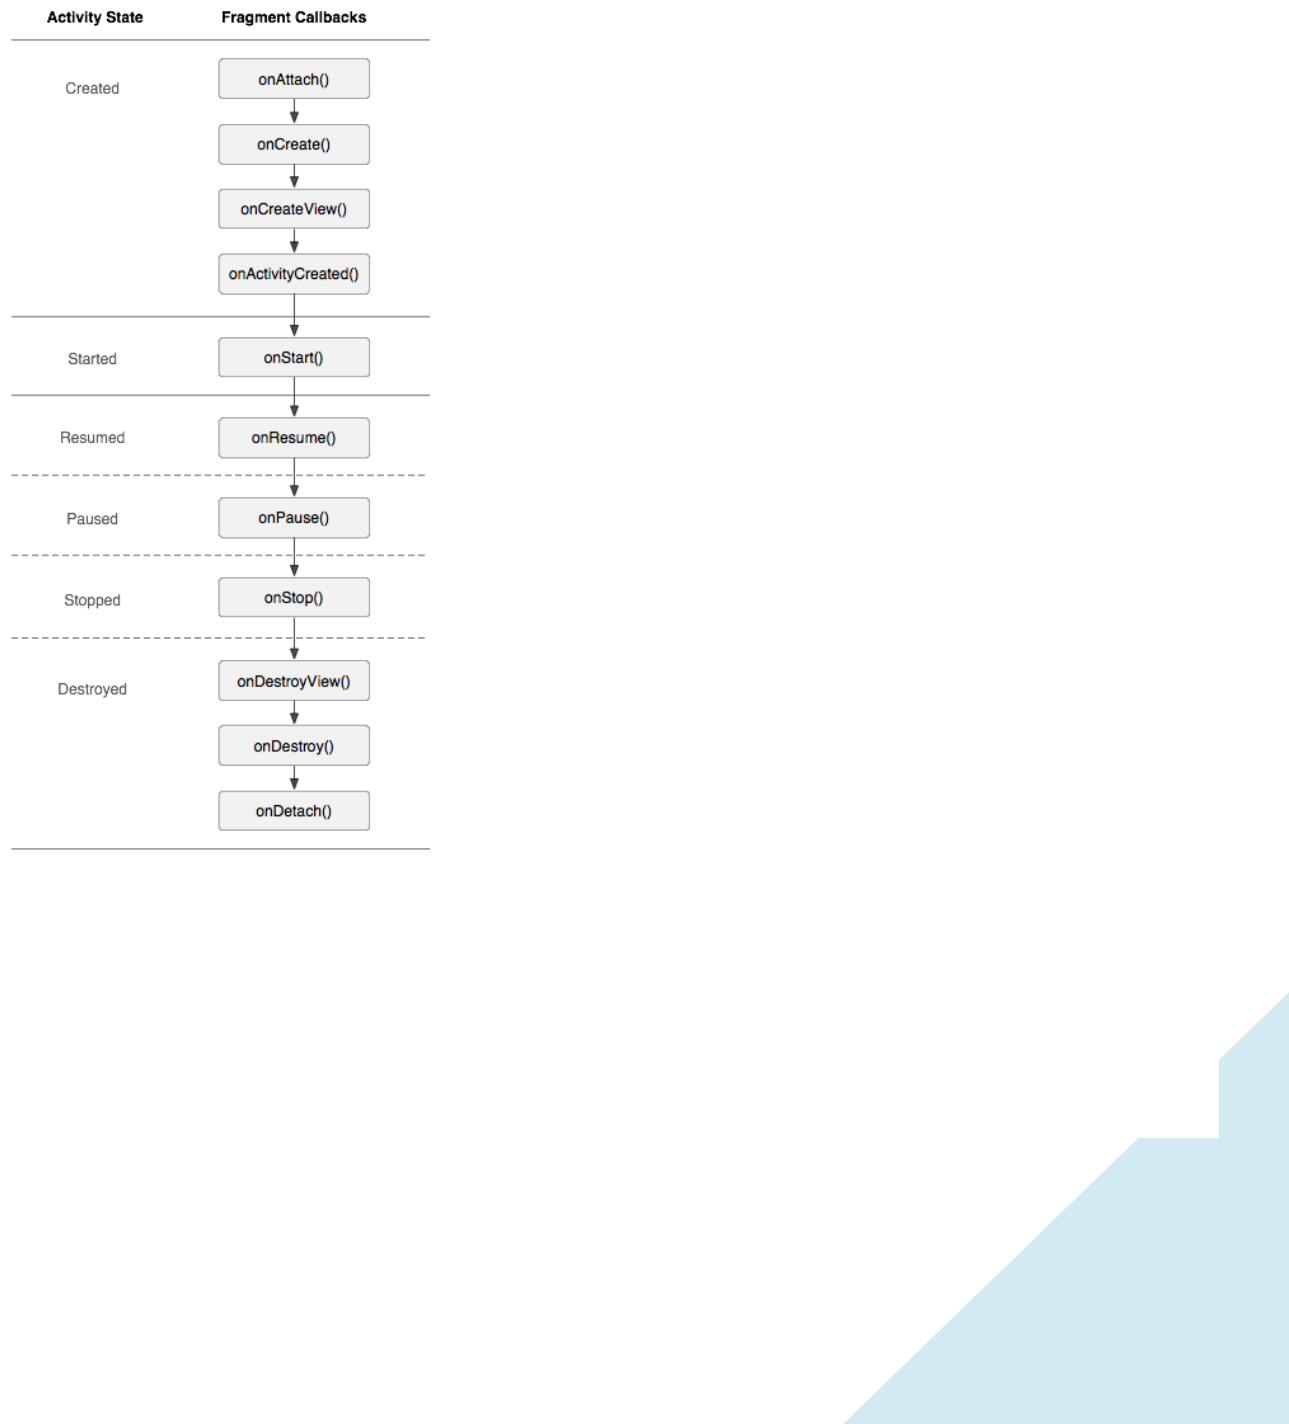 Activity State Fragment Callbacks
Created
onAttach()
onCreate()
onCreateView()
onActivityCreated()
Started
onStart()
Resumed
onResume()
Paused
onPause()
Stopped
onStop()
Destroyed
onDestroyView()
onDestroy()
onDetach()